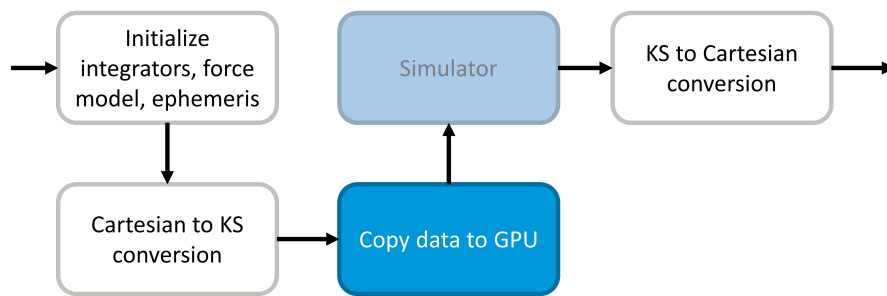 Initialize
integrators, force
model, ephemeris
Cartesian to KS
conversion
Copy data to GPU
Simulator
KS to Cartesian
conversion